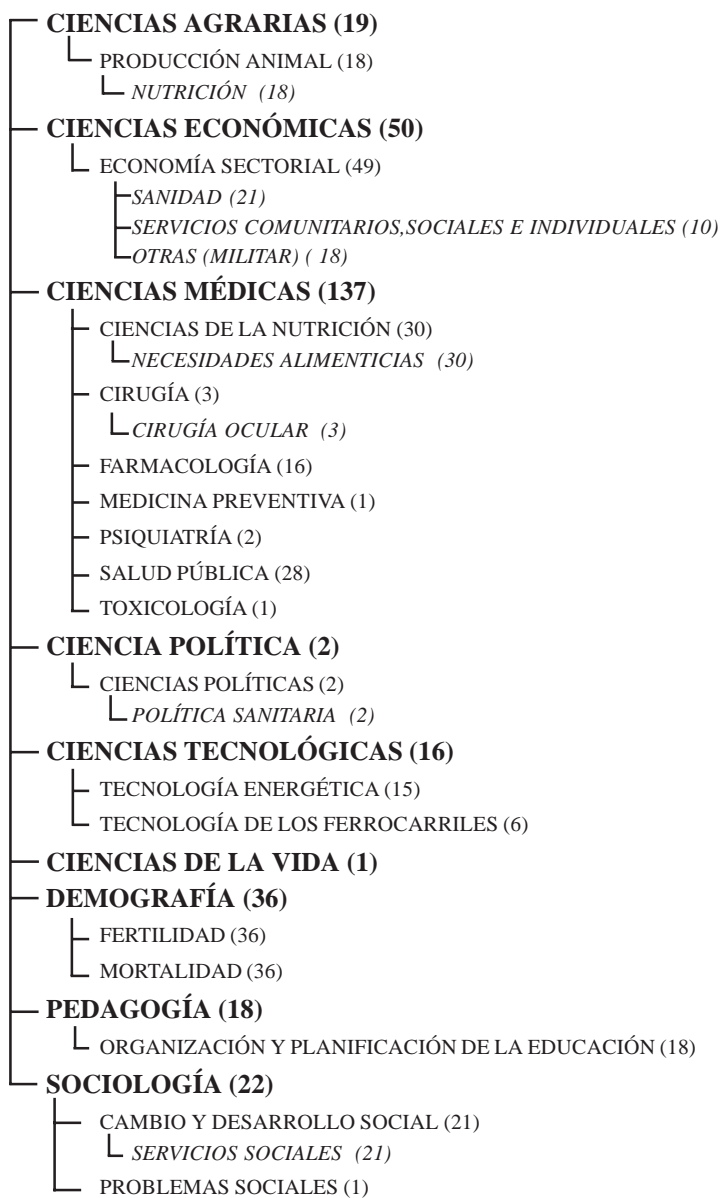 CIENCIAS AGRARIAS (19)
PRODUCCIÓN ANIMAL (18)
NUTRICIÓN (18)
CIENCIAS ECONÓMICAS (50)
ECONOMÍA SECTORIAL (49)
SANIDAD (21)
SERVICIOS COMUNITARIOS,SOCIALES E INDIVIDUALES (10)
OTRAS (MILITAR) ( 18)
CIENCIAS MÉDICAS (137)
CIENCIAS DE LA NUTRICIÓN (30)
NECESIDADES ALIMENTICIAS (30)
CIRUGÍA (3)
CIRUGÍA OCULAR (3)
FARMACOLOGÍA (16)
MEDICINA PREVENTIVA (1)
PSIQUIATRÍA (2)
SALUD PÚBLICA (28)
TOXICOLOGÍA (1)
CIENCIA POLÍTICA (2)
CIENCIAS POLÍTICAS (2)
POLÍTICA SANITARIA (2)
CIENCIAS TECNOLÓGICAS (16)
TECNOLOGÍA ENERGÉTICA (15)
TECNOLOGÍA DE LOS FERROCARRILES (6)
CIENCIAS DE LA VIDA (1)
DEMOGRAFÍA (36)
FERTILIDAD (36)
MORTALIDAD (36)
PEDAGOGÍA (18)
ORGANIZACIÓN Y PLANIFICACIÓN DE LA EDUCACIÓN (18)
SOCIOLOGÍA (22)
CAMBIO Y DESARROLLO SOCIAL (21)
SERVICIOS SOCIALES (21)
PROBLEMAS SOCIALES (1)